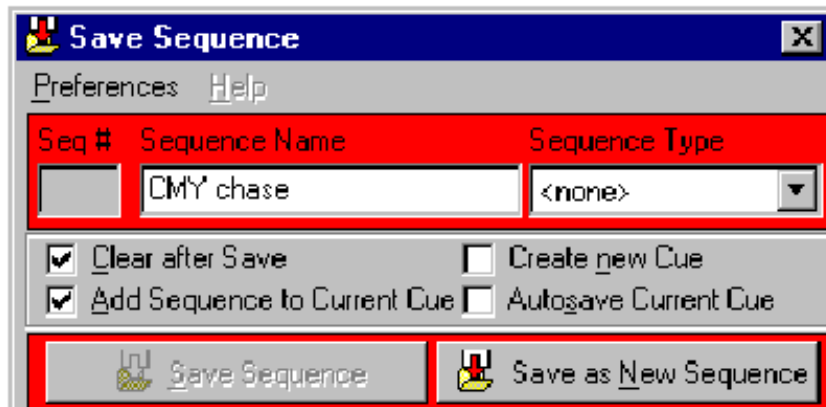 Save Sequence
Preferences Help
Seq # Sequence Name Sequence Type
CMY chase <none>
Clear after Save Create new Cue
Add Sequence to Current Cue Autosave Current Cue
Save Sequence Save as New Sequence